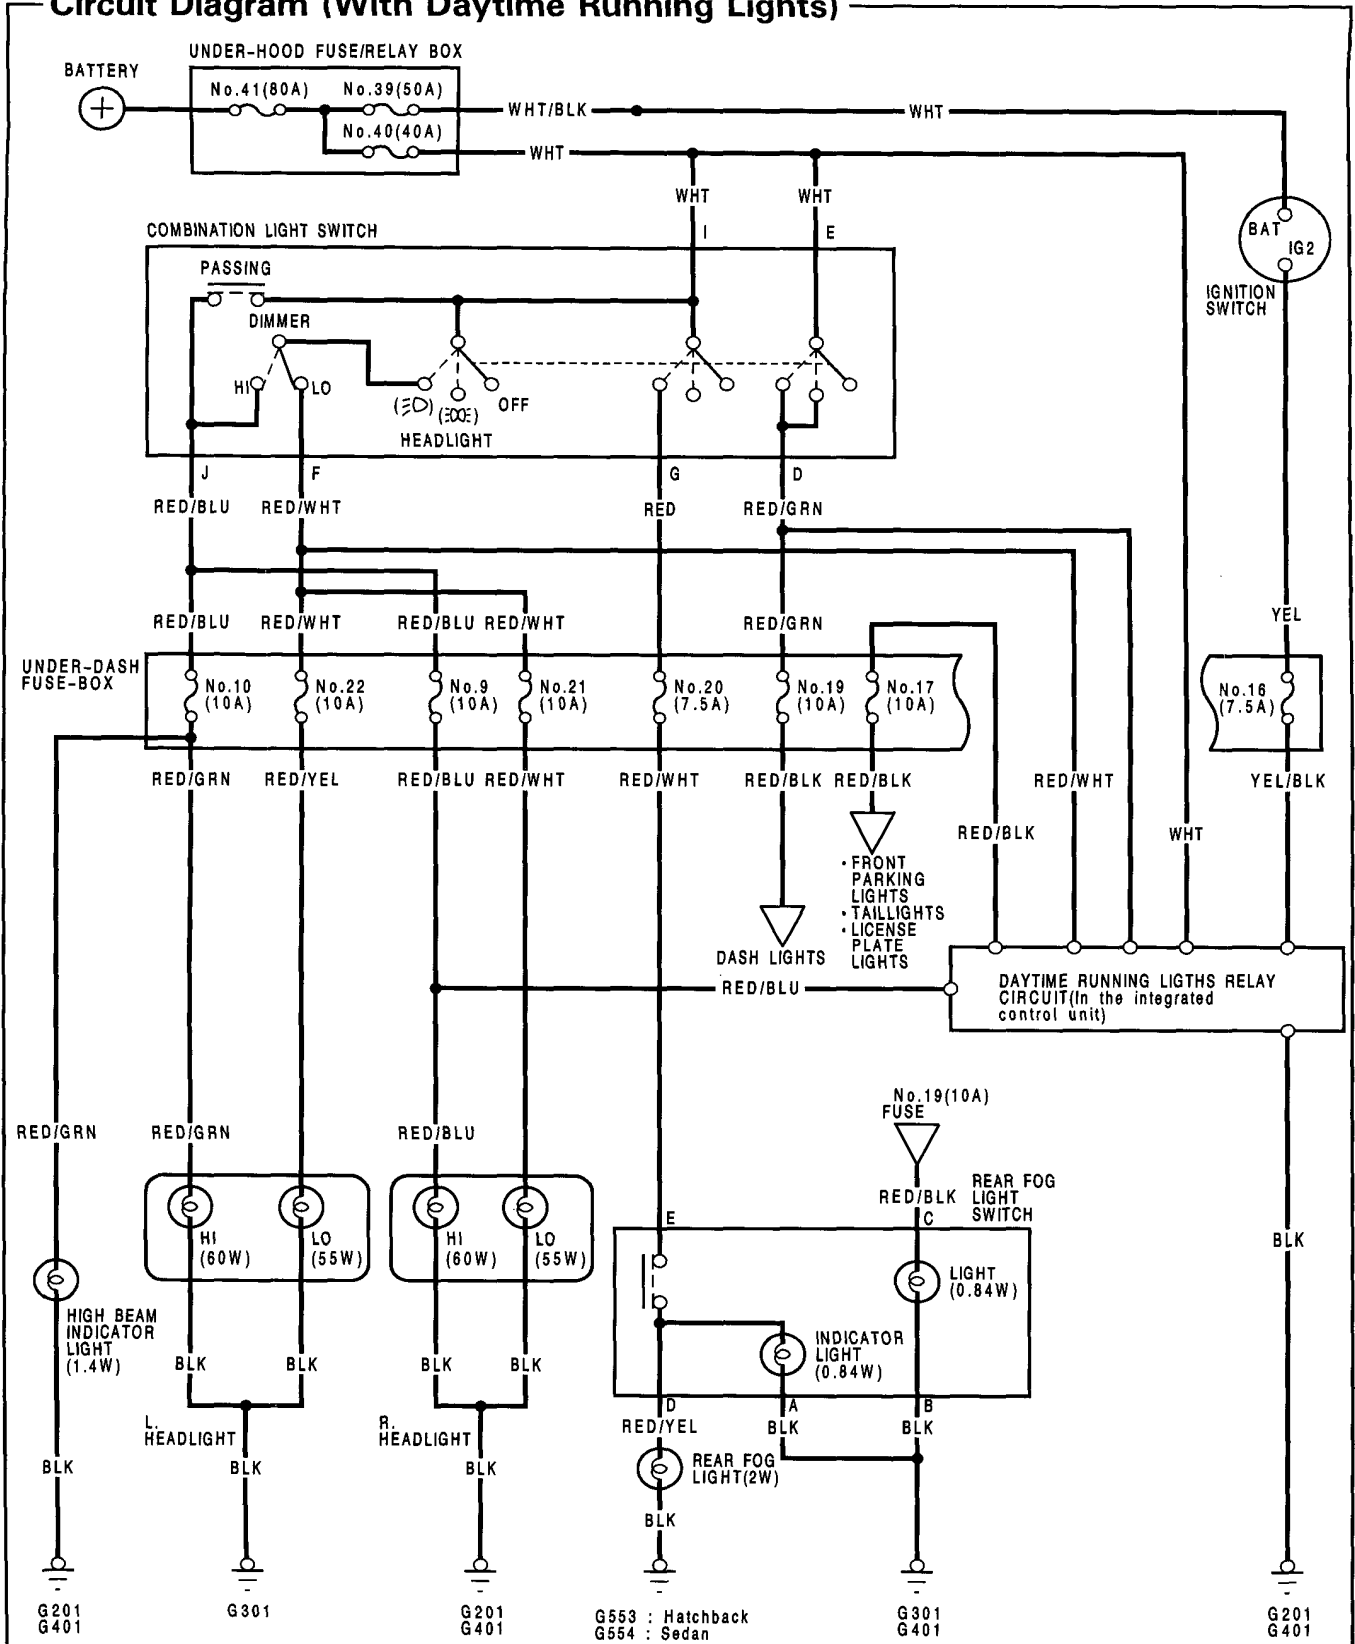 Circuit Diagram (With Daytime Running Lights)
UNDER-HOOD FUSE/RELAY BOX
BATTERY
No.41(80A)
No.39(50A)
WHT/BLK
WHT
No.40(40A)
WHT
WHT
WHT
COMBINATION LIGHT SWITCH
I
E
BAT
IG2
IGNITION
SWITCH
PASSING
DIMMER
HI
LO
OFF
HEADLIGHT
J
F
G
D
RED/BLU
RED/WHT
RED
RED/GRN
RED/BLU
RED/WHT
RED/BLU
RED/WHT
RED/GRN
YEL
UNDER-DASH
FUSE-BOX
No.10
(10A)
No.22
(10A)
No.9
(10A)
No.21
(10A)
No.20
(7.5A)
No.19
(10A)
No.17
(10A)
No.16
(7.5A)
RED/GRN
RED/YEL
RED/BLU
RED/WHT
RED/WHT
RED/BLK
RED/BLK
RED/WHT
YEL/BLK
RED/BLK
WHT
•FRONT
PARKING
LIGHTS
•TAILLIGHTS
•LICENSE
PLATE
LIGHTS
DASH LIGHTS
RED/BLU
DAYTIME RUNNING LIGTHS RELAY
CIRCUIT(In the integrated
control unit)
No.19(10A)
FUSE
RED/GRN
RED/GRN
RED/BLU
RED/BLK
REAR FOG
LIGHT
SWITCH
E
C
HI
(60W)
LO
(55W)
HI
(60W)
LO
(55W)
BLK
LIGHT
(0.84W)
HIGH BEAM
INDICATOR
LIGHT
(1.4W)
INDICATOR
LIGHT
(0.84W)
BLK
BLK
BLK
BLK
D
A
B
L.
HEADLIGHT
R.
HEADLIGHT
RED/YEL
BLK
BLK
BLK
BLK
BLK
REAR FOG
LIGHT(2W)
BLK
G201
G401
G301
G201
G401
G553 : Hatchback
G554 : Sedan
G301
G401
G201
G401